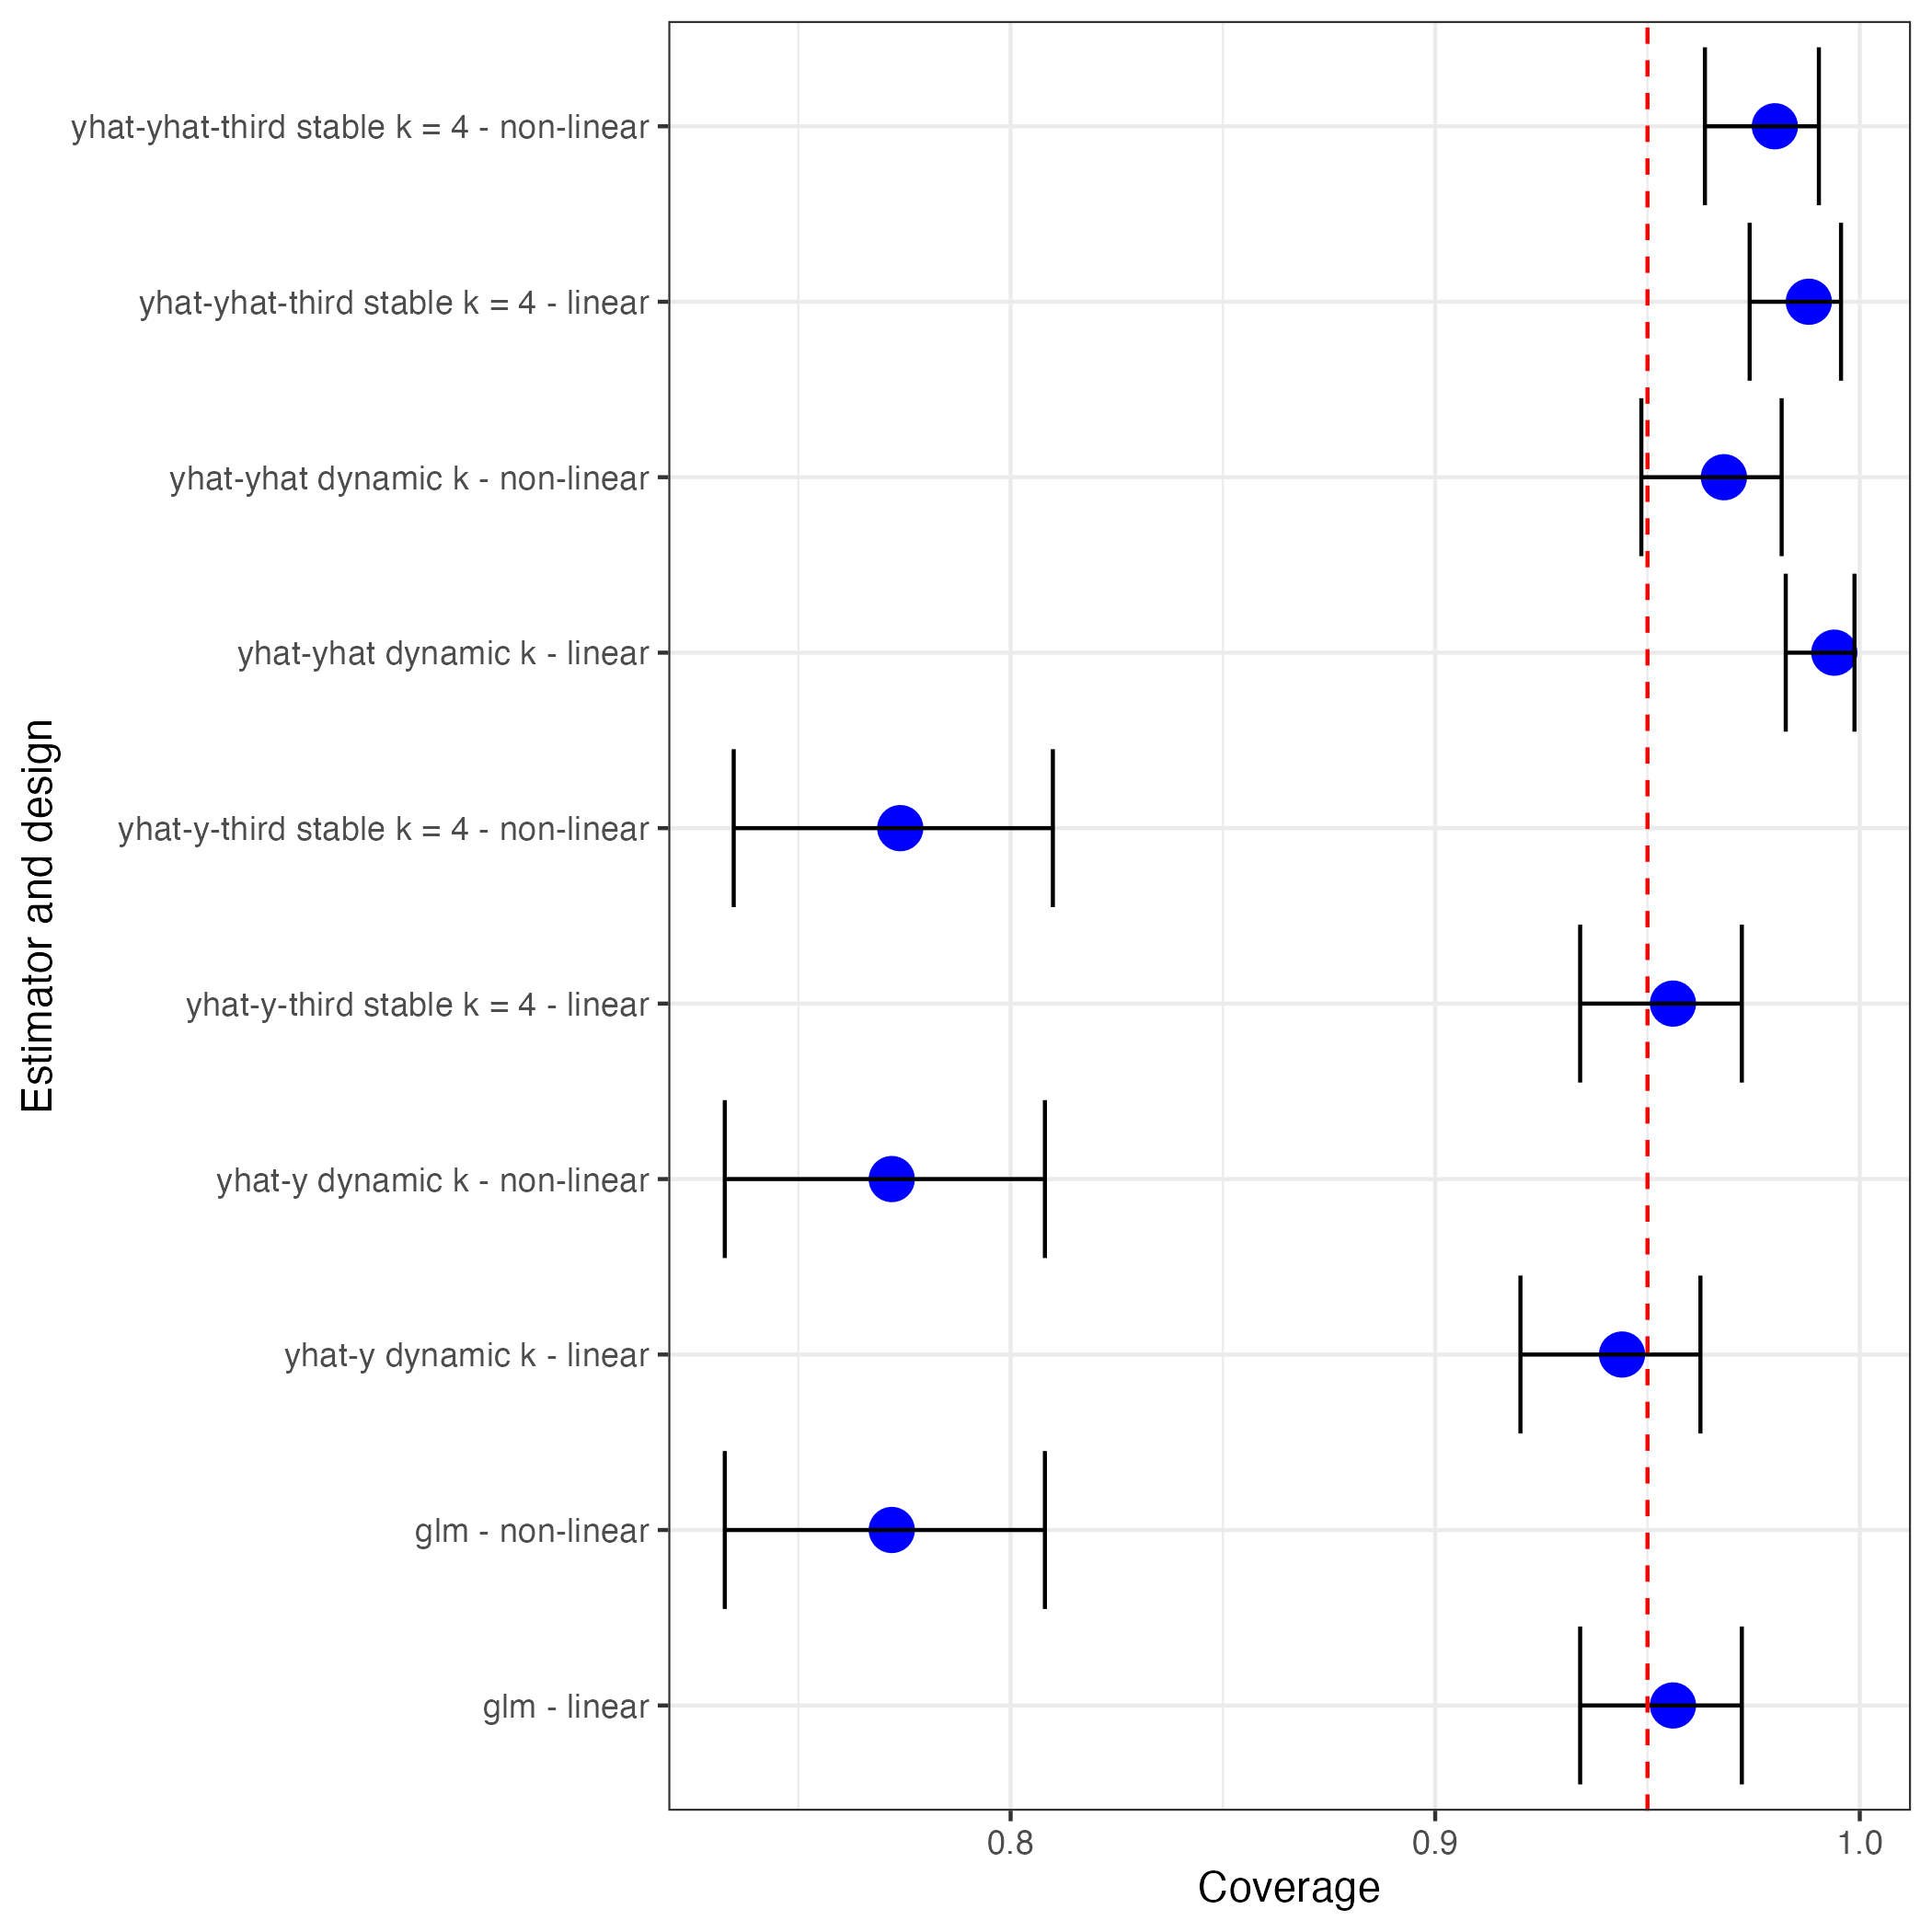 yhat-yhat-third stable k = 4 - non-linear
yhat-yhat-third stable k = 4 - linear
yhat-yhat dynamic k - non-linear
yhat-yhat dynamic k - linear
yhat-y-third stable k = 4 - non-linear
yhat-y-third stable k = 4 - linear
yhat-y dynamic k - non-linear
yhat-y dynamic k - linear
glm - non-linear
glm - linear
Estimator and design
0.8 0.9 1.0
Coverage